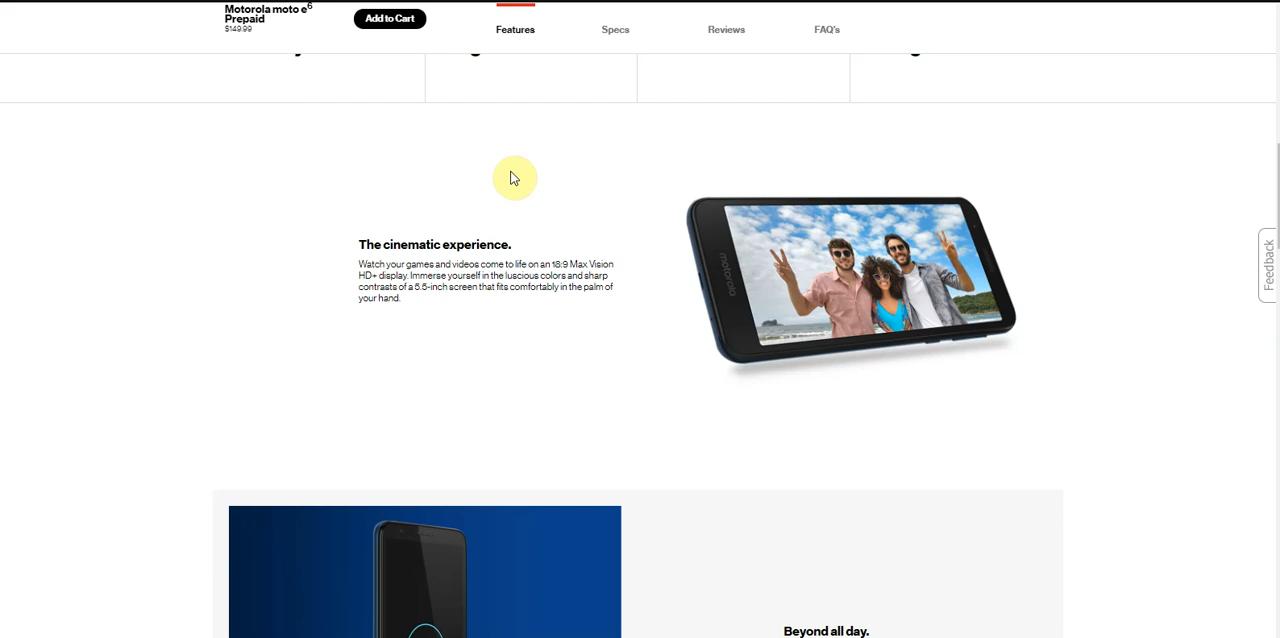 Motorola moto e6
Prepaid
$149.99
Add to Cart
Features
Specs
Reviews
FAQ's
The cinematic experience.
Watch your games and videos come to life on an 18:9 Max Vision
HD+ display. Immerse yourself in the luscious colors and sharp
contrasts of a 5.5-inch screen that fits comfortably in the palm of
your hand.
motorola
Feedback
Beyond all day.